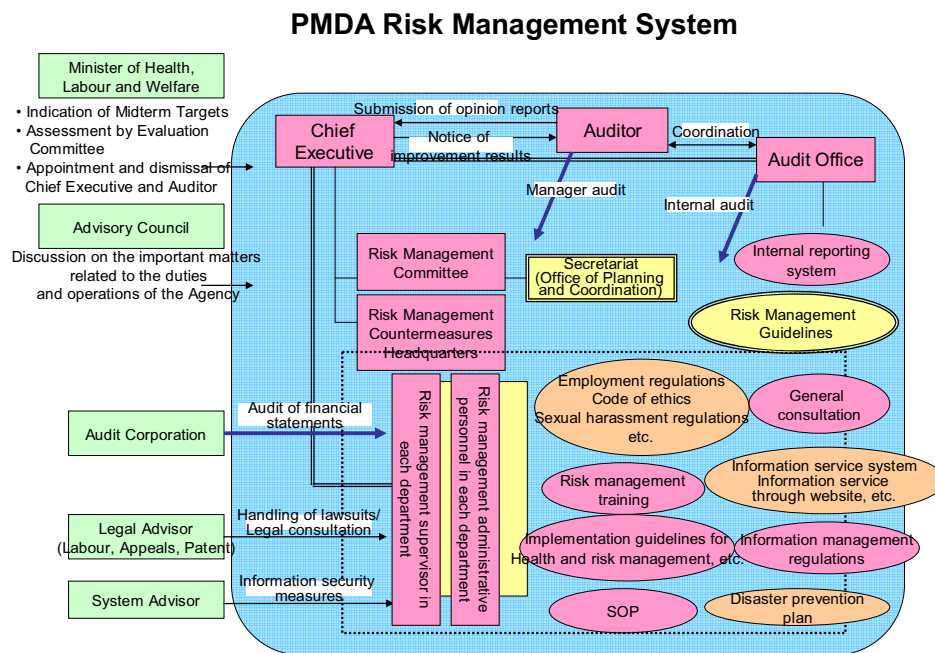 PMDA Risk Management System
Minister of Health,
Labour and Welfare
• Indication of Midterm Targets
• Assessment by Evaluation
Committee
• Appointment and dismissal of
Chief Executive and Auditor
Advisory Council
Discussion on the important matters
related to the duties
and operations of the Agency
Audit Corporation
Legal Advisor
(Labour, Appeals, Patent)
System Advisor
Submission of opinion reports
Chief
Executive
Notice of
improvement results
Auditor
Coordination
Audit Office
Manager audit
Internal audit
Risk Management
Committee
Secretariat
(Office of Planning
and Coordination)
Internal reporting
system
Risk Management
Countermeasures
Headquarters
Risk Management
Guidelines
Audit of financial
statements
Handling of lawsuits/
Legal consultation
Information security
measures
Risk management supervisor in
each department
Risk management administrative
personnel in each department
Employment regulations
Code of ethics
Sexual harassment regulations
etc.
General
consultation
Risk management
training
Information service system
Information service
through website, etc.
Implementation guidelines for
Health and risk management, etc.
Information management
regulations
SOP
Disaster prevention
plan